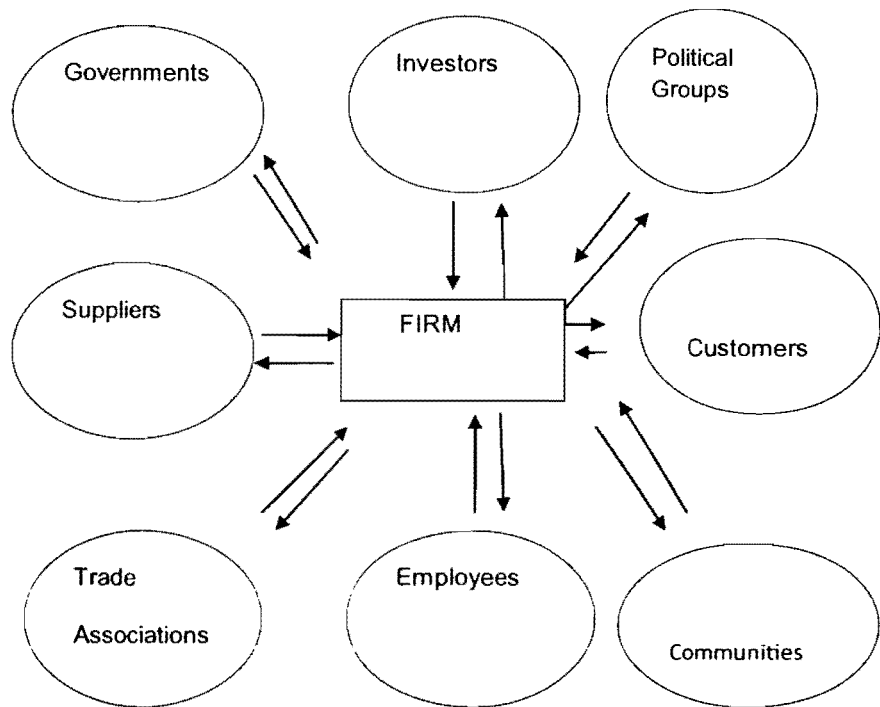 Governments
Investors
Political
Groups
Suppliers
FIRM
Customers
Trade
Associations
Employees
Communities